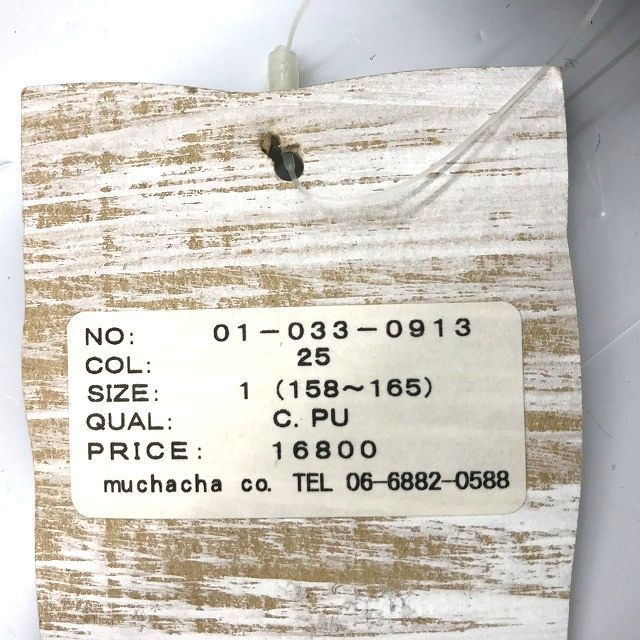 NO: 01-033-0913
COL: 25
SIZE: 1 (158~165)
QUAL: C. PU
PRICE: 16800
muchacha co. TEL 06-6882-0588